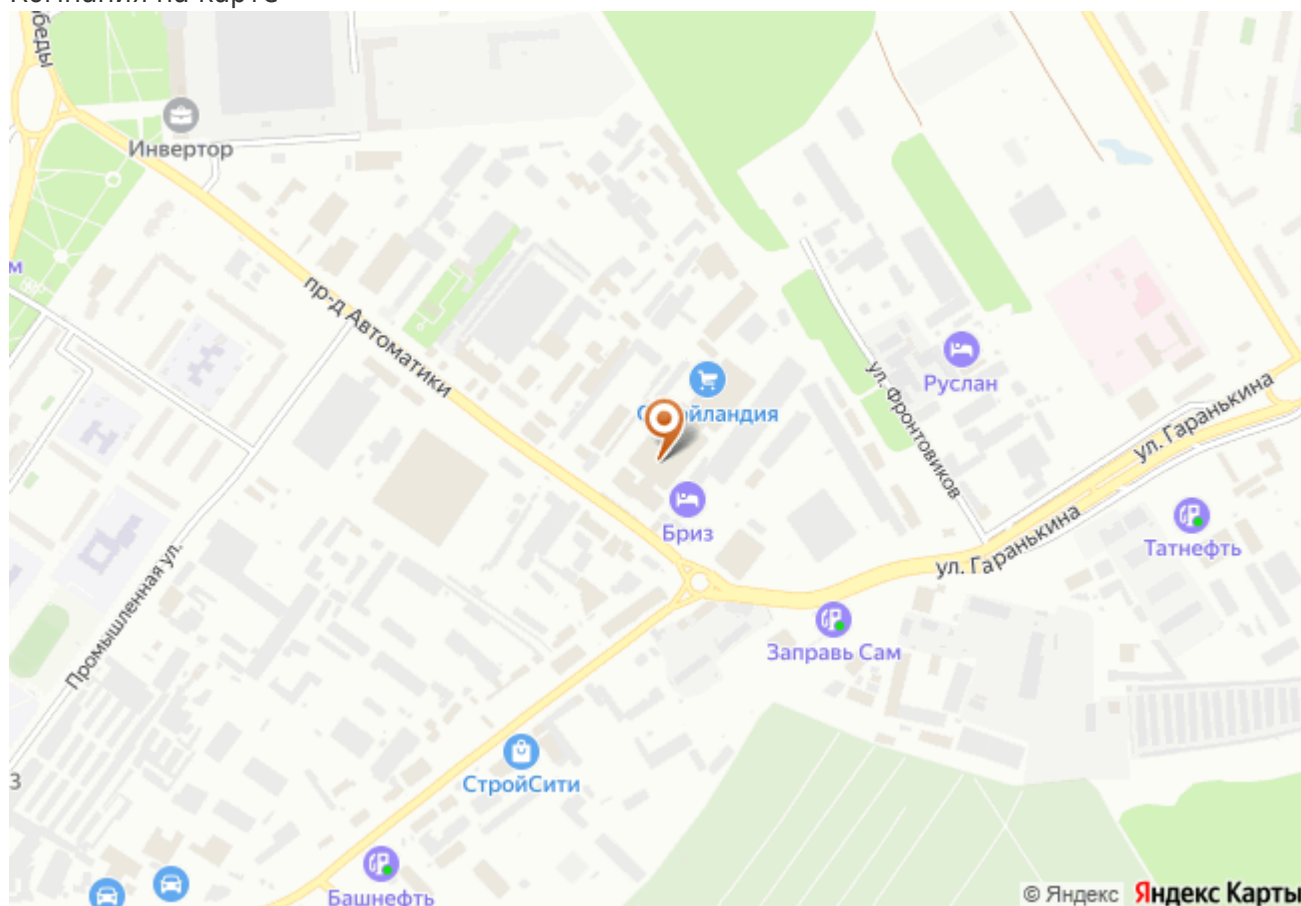 беды
Инвертор
м
пр-д Автоматики
ул. Фронтовиков
Руслан
ул. Гаранькина
Бриз
ул. Гаранькина
Татнефть
Промышленная ул.
Заправь Сам
СтройСити
З
Башнефть
© Яндекс Яндекс Карты